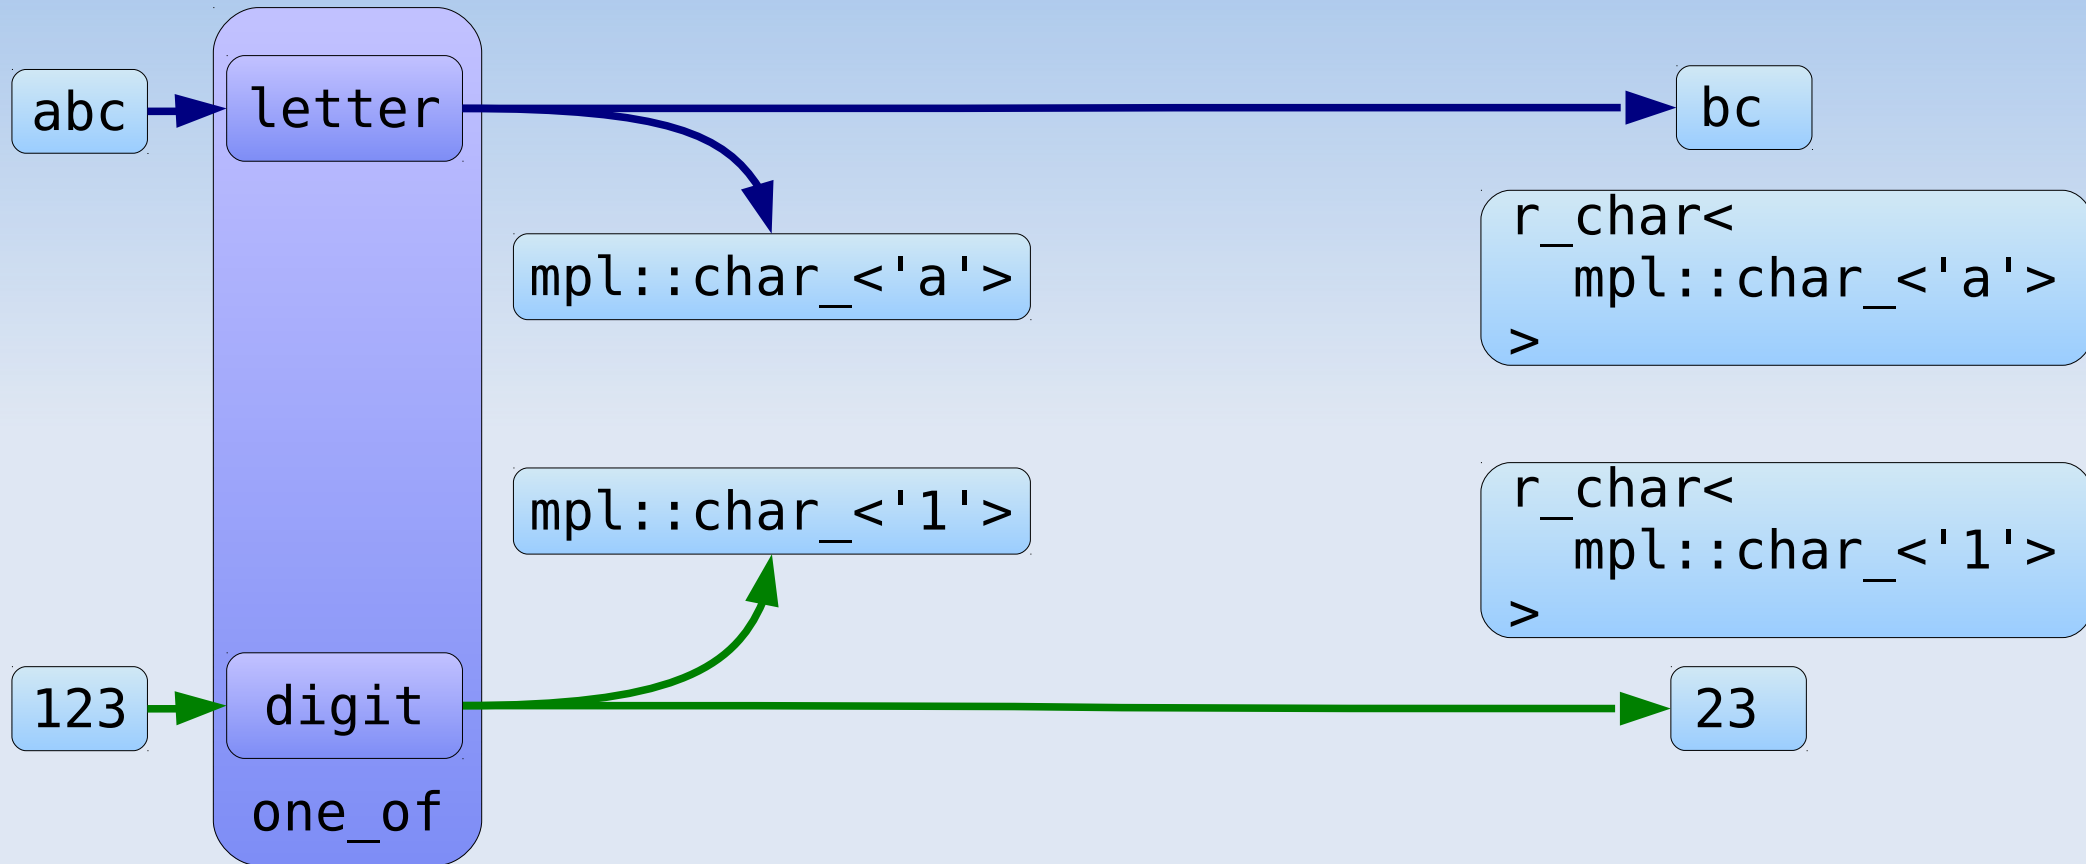 abc
letter
bc
mpl::char_<'a'>
r_char<
  mpl::char_<'a'>
>
mpl::char_<'1'>
r_char<
  mpl::char_<'1'>
>
123
digit
23
one_of